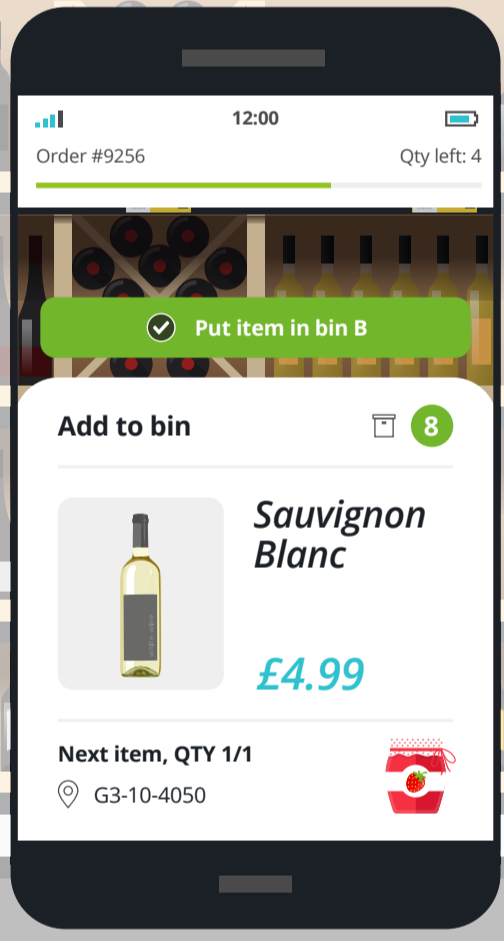 12:00
Order #9256
Qty left: 4
Put item in bin B
Add to bin
8
Sauvignon
Blanc
£4.99
Next item, QTY 1/1
G3-10-4050